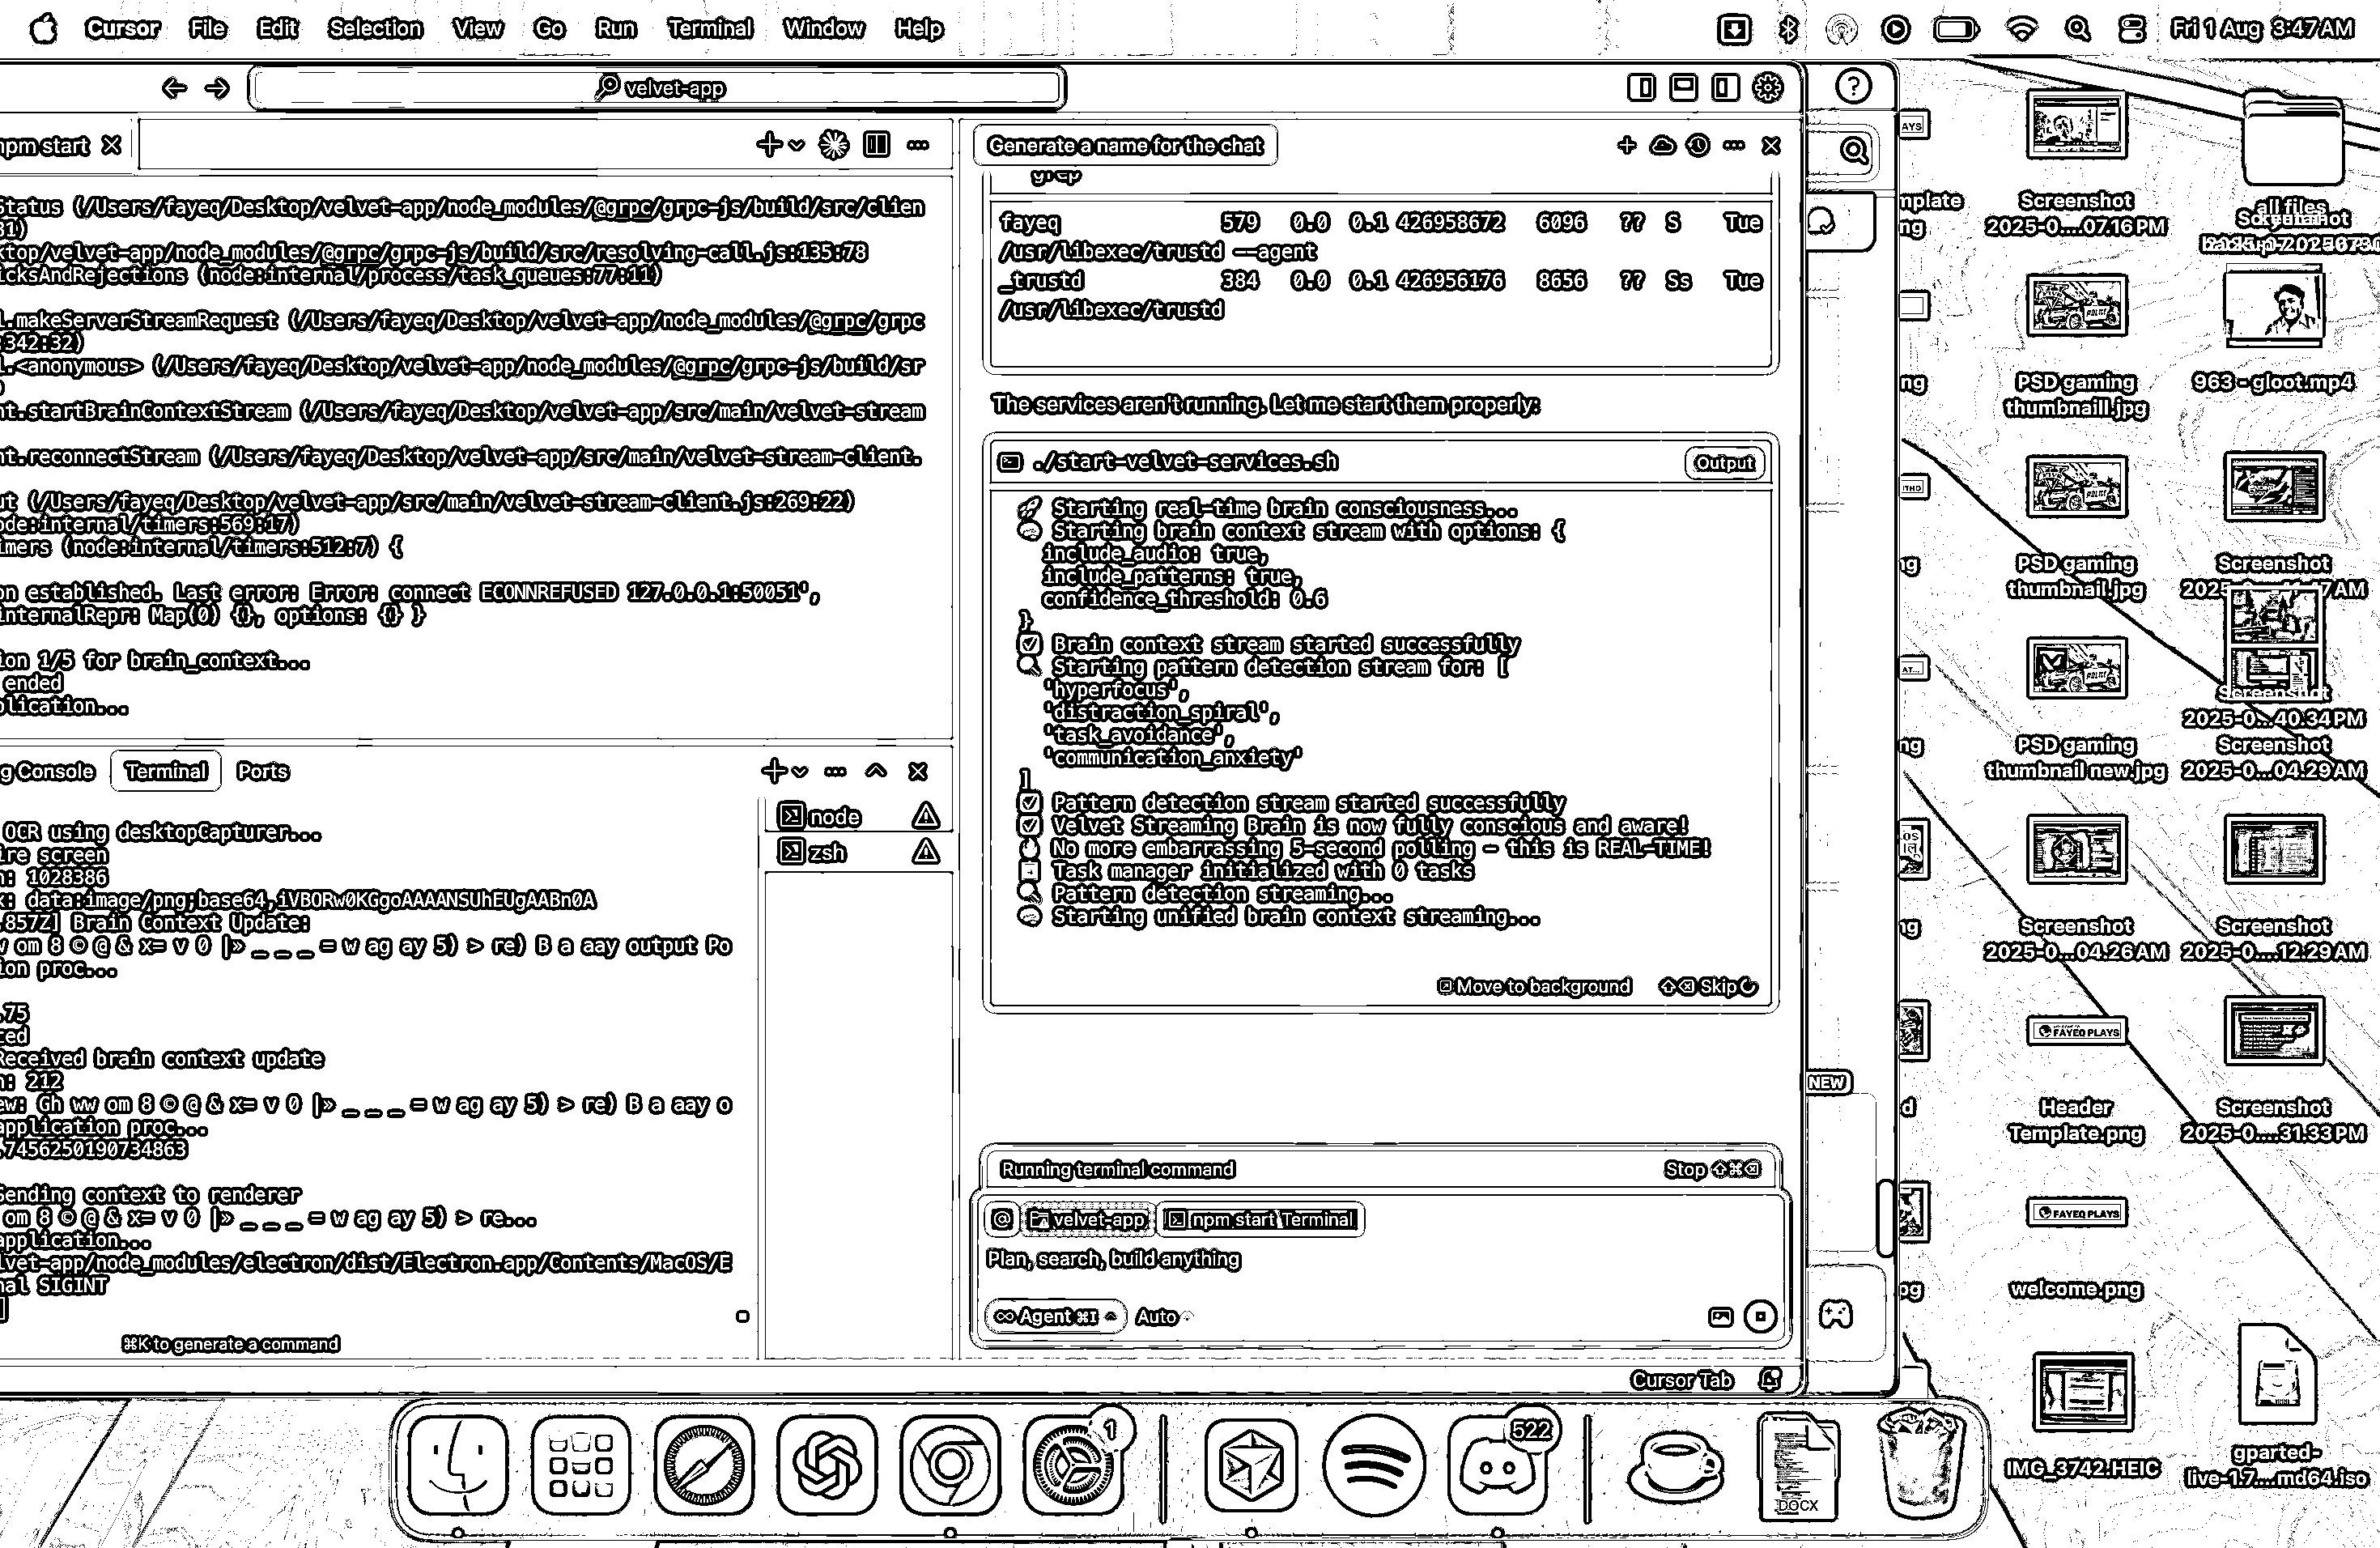 Cursor File Edit Selection View Go Run Terminal Window Help
Fri 1 Aug 3:47 AM
velvet-app
npm start
Status (/Users/fayeq/Desktop/velvet-app/node_modules/@grpc/grpc-js/build/src/clien
31)
ktop/velvet-app/node_modules/@grpc/grpc-js/build/src/resolving-call.js:135:78
icksAndRejections (node:internal/process/task_queues:77:11)
.makeServerStreamRequest (/Users/fayeq/Desktop/velvet-app/node_modules/@grpc/grpc
:342:32)
.<anonymous> (/Users/fayeq/Desktop/velvet-app/node_modules/@grpc/grpc-js/build/sr
)
nt.startBrainContextStream (/Users/fayeq/Desktop/velvet-app/src/main/velvet-stream
nt.reconnectStream (/Users/fayeq/Desktop/velvet-app/src/main/velvet-stream-client.
ut (/Users/fayeq/Desktop/velvet-app/src/main/velvet-stream-client.js:269:22)
ode:internal/timers:569:17)
imers (node:internal/timers:512:7) {
on established. Last error: Error: connect ECONNREFUSED 127.0.0.1:50051',
internalRepr: Map(0) {}, options: {} }
ion 1/5 for brain_context...
ended
plication...
g Console Terminal Ports
node
zsh
OCR using desktopCapturer...
ire screen
n: 1028386
x: data:image/png;base64,iVBORw0KGgoAAAANSUhEUgAABn0A
.857Z] Brain Context Update:
w om 8 © @ & x= v 0 |» _ _ _ = w ag ay 5) > re) B a aay output Po
ion proc...
.75
ted
Received brain context update
n: 212
ew: Gh ww om 8 © @ & x= v 0 |» _ _ _ = w ag ay 5) > re) B a aay o
application proc...
.7456250190734863
Sending context to renderer
om 8 © @ & x= v 0 |» _ _ _ = w ag ay 5) > re...
application...
lvet-app/node_modules/electron/dist/Electron.app/Contents/MacOS/E
nal SIGINT
⌘K to generate a command
Generate a name for the chat
grep
fayeq 579 0.0 0.1 426958672 6096 ?? S Tue
/usr/libexec/trustd --agent
_trustd 384 0.0 0.1 426956176 8656 ?? Ss Tue
/usr/libexec/trustd
The services aren't running. Let me start them properly:
./start-velvet-services.sh Output
🚀 Starting real-time brain consciousness...
🧠 Starting brain context stream with options: {
include_audio: true,
include_patterns: true,
confidence_threshold: 0.6
}
✅ Brain context stream started successfully
🔍 Starting pattern detection stream for: [
'hyperfocus',
'distraction_spiral',
'task_avoidance',
'communication_anxiety'
]
✅ Pattern detection stream started successfully
✅ Velvet Streaming Brain is now fully conscious and aware!
🔥 No more embarrassing 5-second polling - this is REAL-TIME!
📋 Task manager initialized with 0 tasks
🔍 Pattern detection streaming...
🧠 Starting unified brain context streaming...
Move to background ⇧⌫ Skip
Running terminal command Stop ⇧⌘⌫
@ velvet-app npm start Terminal
Plan, search, build anything
∞ Agent ⌘I Auto
Cursor Tab
NEW
AYS
mplate
ng
ng
ITHD
ng
AT...
ng
ng
d
pg
Screenshot
2025-0....07.16 PM
PSD gaming
thumbnaill.jpg
PSD gaming
thumbnail.jpg
PSD gaming
thumbnail new.jpg
Screenshot
2025-0...04.26 AM
FAYEQ PLAYS
Header
Template.png
FAYEQ PLAYS
welcome.png
IMG_3742.HEIC
all files
963 - gloot.mp4
Screenshot
Screenshot
2025-0...40.34 PM
Screenshot
2025-0...04.29 AM
Screenshot
2025-0....12.29 AM
Screenshot
2025-0....31.33 PM
gparted-
live-1.7....md64.iso
1
522
DOCX